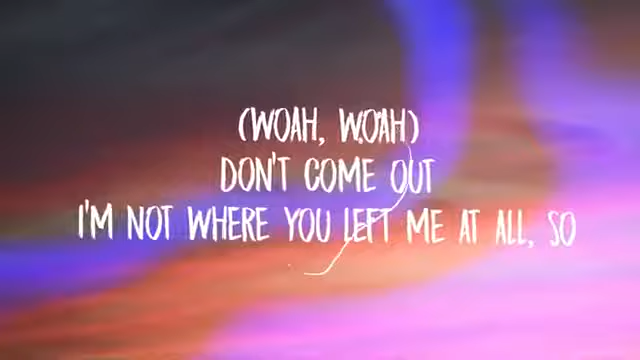 (WOAH, WOAH)
DON'T COME OUT
I'M NOT WHERE YOU LEFT ME AT ALL, SO